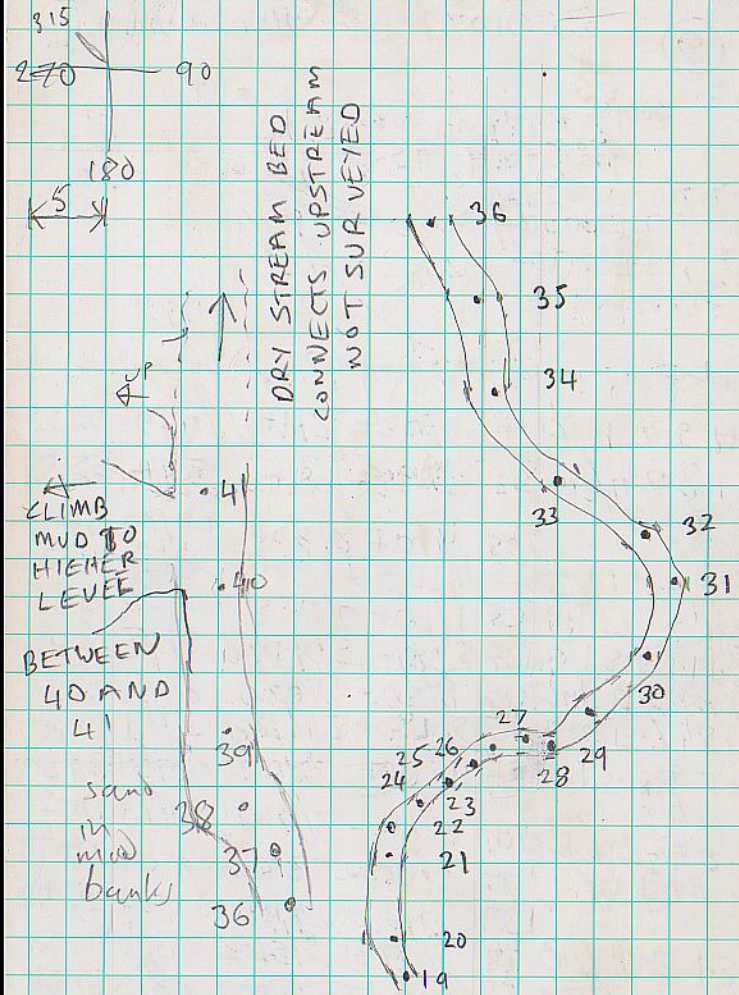 315
270
90
180
5
DRY STREAM BED
CONNECTS UPSTREAM
NOT SURVEYED
UP
CLIMB
MUD TO
HIGHER
LEVEL
BETWEEN
40 AND
41
sand
in
mud
banks
41
40
39
38
37
36
36
35
34
33
32
31
30
29
28
27
26
25
24
23
22
21
20
19